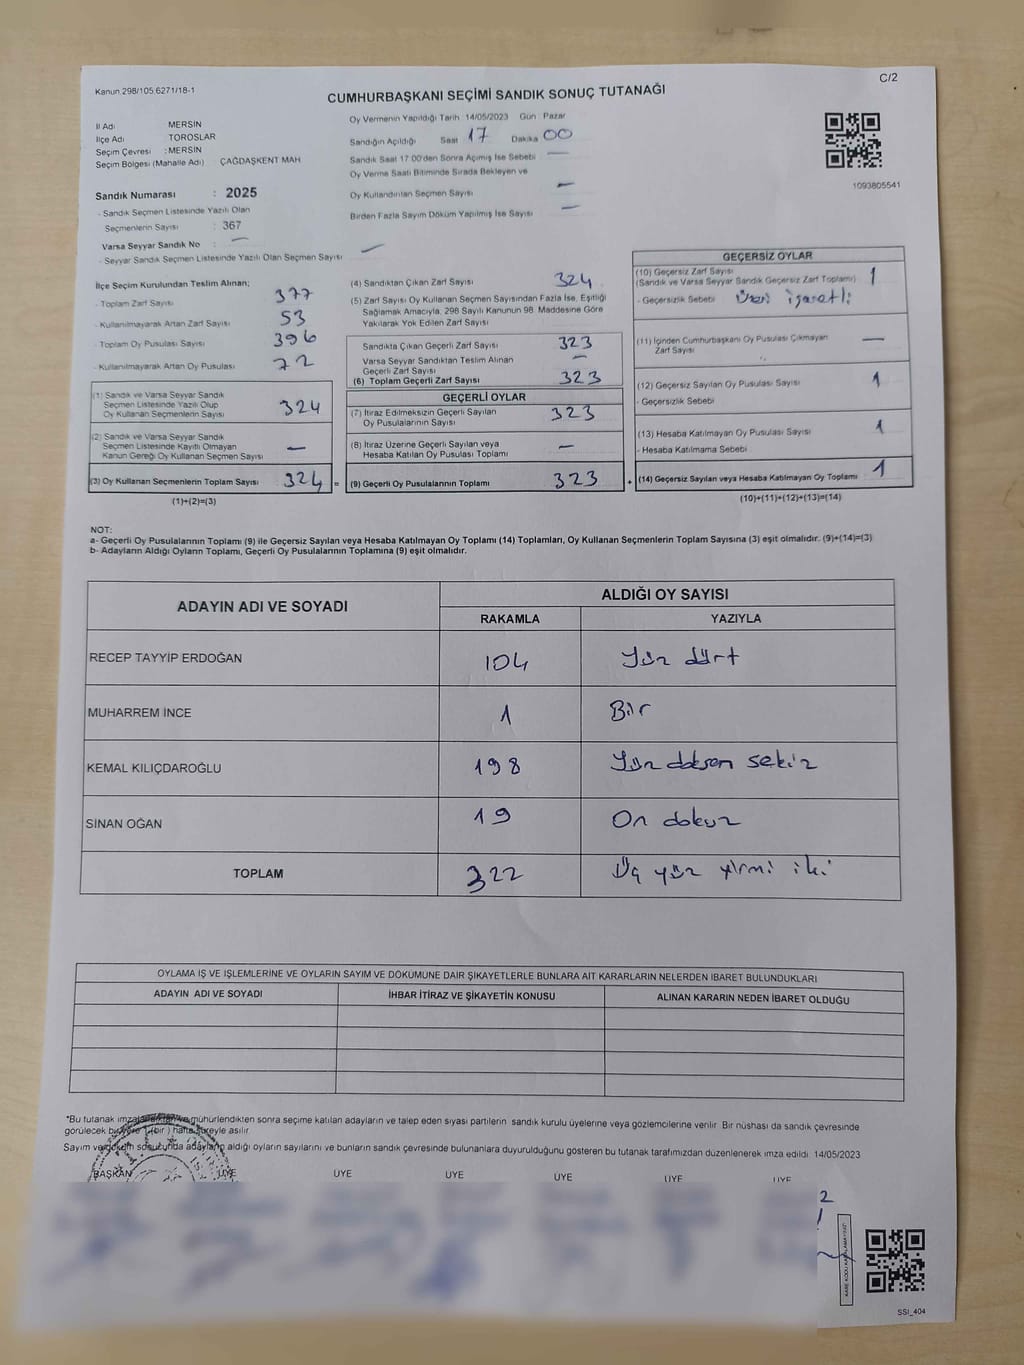 Kanun 298/105 6271/18-1
C/2
CUMHURBAŞKANI SEÇİMİ SANDIK SONUÇ TUTANAĞI
İl Adı MERSİN
İlçe Adı TOROSLAR
Seçim Çevresi : MERSİN
Seçim Bölgesi (Mahalle Adı) ÇAĞDAŞKENT MAH
Sandık Numarası : 2025
- Sandık Seçmen Listesinde Yazılı Olan
Seçmenlerin Sayısı : 367
Varsa Seyyar Sandık No : —
- Seyyar Sandık Seçmen Listesinde Yazılı Olan Seçmen Sayısı —
Oy Vermenin Yapıldığı Tarih 14/05/2023 Gün Pazar
Sandığın Açıldığı Saat 17 Dakika 00
Sandık Saat 17 00'den Sonra Açılmış İse Sebebi —
Oy Verme Saati Bitiminde Sırada Bekleyen ve
Oy Kullandırılan Seçmen Sayısı —
Birden Fazla Sayım Döküm Yapılmış İse Sayısı —
1093805541
İlçe Seçim Kurulundan Teslim Alınan;
- Toplam Zarf Sayısı 377
- Kullanılmayarak Artan Zarf Sayısı 53
- Toplam Oy Pusulası Sayısı 396
- Kullanılmayarak Artan Oy Pusulası 72
(1) Sandık ve Varsa Seyyar Sandık
Seçmen Listesinde Yazılı Olup
Oy Kullanan Seçmenlerin Sayısı 324
(2) Sandık ve Varsa Seyyar Sandık
Seçmen Listesinde Kayıtlı Olmayan
Kanun Gereği Oy Kullanan Seçmen Sayısı —
(3) Oy Kullanan Seçmenlerin Toplam Sayısı 324 =
(1)+(2)=(3)
(4) Sandıktan Çıkan Zarf Sayısı 324
(5) Zarf Sayısı Oy Kullanan Seçmen Sayısından Fazla İse, Eşitliği
Sağlamak Amacıyla, 298 Sayılı Kanunun 98. Maddesine Göre
Yakılarak Yok Edilen Zarf Sayısı
Sandıkta Çıkan Geçerli Zarf Sayısı 323
Varsa Seyyar Sandıktan Teslim Alınan
Geçerli Zarf Sayısı —
(6) Toplam Geçerli Zarf Sayısı 323
GEÇERLİ OYLAR
(7) İtiraz Edilmeksizin Geçerli Sayılan
Oy Pusulalarının Sayısı 323
(8) İtiraz Üzerine Geçerli Sayılan veya
Hesaba Katılan Oy Pusulası Toplamı —
(9) Geçerli Oy Pusulalarının Toplamı 323 +
GEÇERSİZ OYLAR
(10) Geçersiz Zarf Sayısı
(Sandık ve Varsa Seyyar Sandık Geçersiz Zarf Toplamı) 1
- Geçersizlik Sebebi Üzeri işaretli
(11) İçinden Cumhurbaşkanı Oy Pusulası Çıkmayan
Zarf Sayısı —
(12) Geçersiz Sayılan Oy Pusulası Sayısı 1
- Geçersizlik Sebebi
(13) Hesaba Katılmayan Oy Pusulası Sayısı 1
- Hesaba Katılmama Sebebi
(14) Geçersiz Sayılan veya Hesaba Katılmayan Oy Toplamı 1
(10)+(11)+(12)+(13)=(14)
NOT:
a- Geçerli Oy Pusulalarının Toplamı (9) ile Geçersiz Sayılan veya Hesaba Katılmayan Oy Toplamı (14) Toplamları, Oy Kullanan Seçmenlerin Toplam Sayısına (3) eşit olmalıdır. (9)+(14)=(3)
b- Adayların Aldığı Oyların Toplamı, Geçerli Oy Pusulalarının Toplamına (9) eşit olmalıdır.
ADAYIN ADI VE SOYADI ALDIĞI OY SAYISI
RAKAMLA YAZIYLA
RECEP TAYYİP ERDOĞAN 104 Yüz dört
MUHARREM İNCE 1 Bir
KEMAL KILIÇDAROĞLU 198 Yüz doksen sekiz
SİNAN OĞAN 19 On dokuz
TOPLAM 322 Üç yüz yirmi iki
OYLAMA İŞ VE İŞLEMLERİNE VE OYLARIN SAYIM VE DÖKÜMÜNE DAİR ŞİKAYETLERLE BUNLARA AİT KARARLARIN NELERDEN İBARET BULUNDUKLARI
ADAYIN ADI VE SOYADI İHBAR İTİRAZ VE ŞİKAYETİN KONUSU ALINAN KARARIN NEDEN İBARET OLDUĞU
*Bu tutanak mühürlendikten sonra seçime katılan adayların ve talep eden siyasi partilerin sandık kurulu üyelerine veya gözlemcilerine verilir Bir nüshası da sandık çevresinde
görülecek bir (bir) hafta süreyle asılır
Sayım ve döküm sonucunda adayların aldığı oyların sayılarını ve bunların sandık çevresinde bulunanlara duyurulduğunu gösteren bu tutanak tarafımızdan düzenlenerek imza edildi. 14/05/2023
BAŞKAN ÜYE ÜYE ÜYE ÜYE ÜYE ÜYE
SSI_404